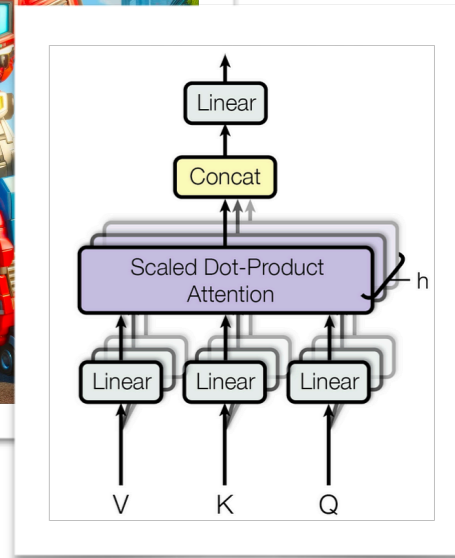 Linear
Concat
Scaled Dot-Product
Attention
h
Linear Linear Linear
V K Q